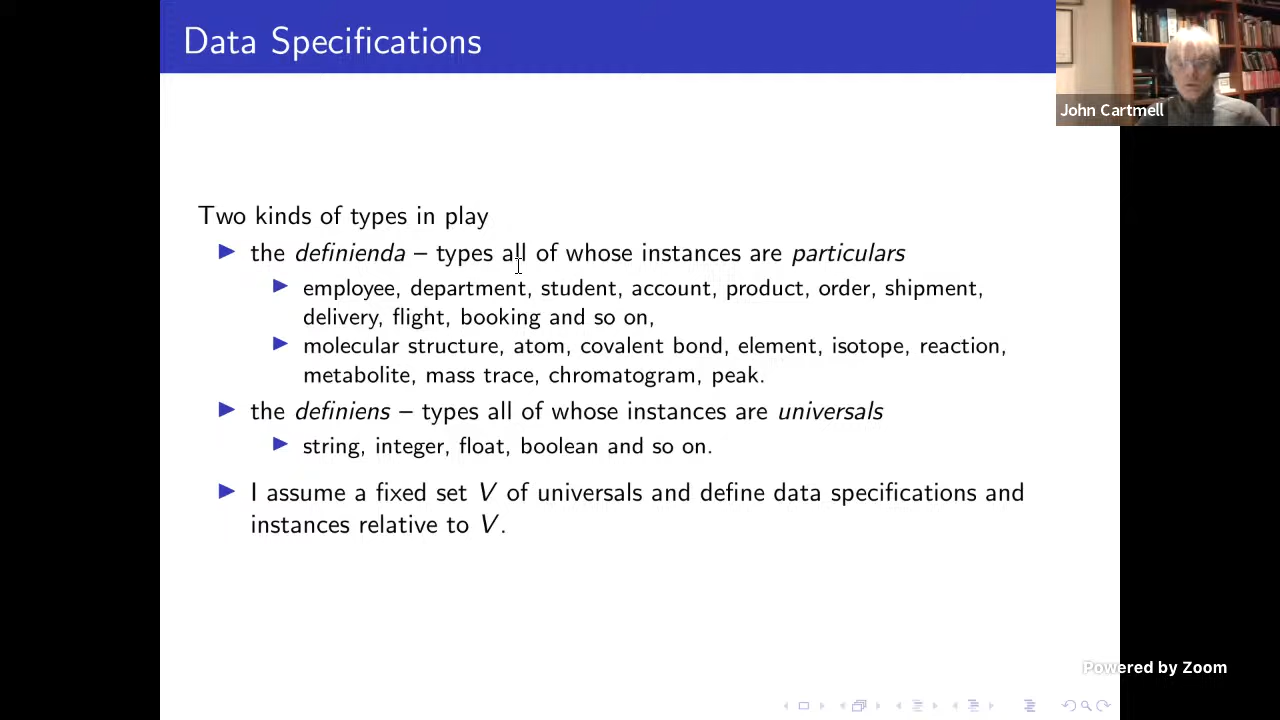 Data Specifications
John Cartmell
Two kinds of types in play
the definienda – types all of whose instances are particulars
employee, department, student, account, product, order, shipment,
delivery, flight, booking and so on,
molecular structure, atom, covalent bond, element, isotope, reaction,
metabolite, mass trace, chromatogram, peak.
the definiens – types all of whose instances are universals
string, integer, float, boolean and so on.
I assume a fixed set V of universals and define data specifications and
instances relative to V.
Powered by Zoom